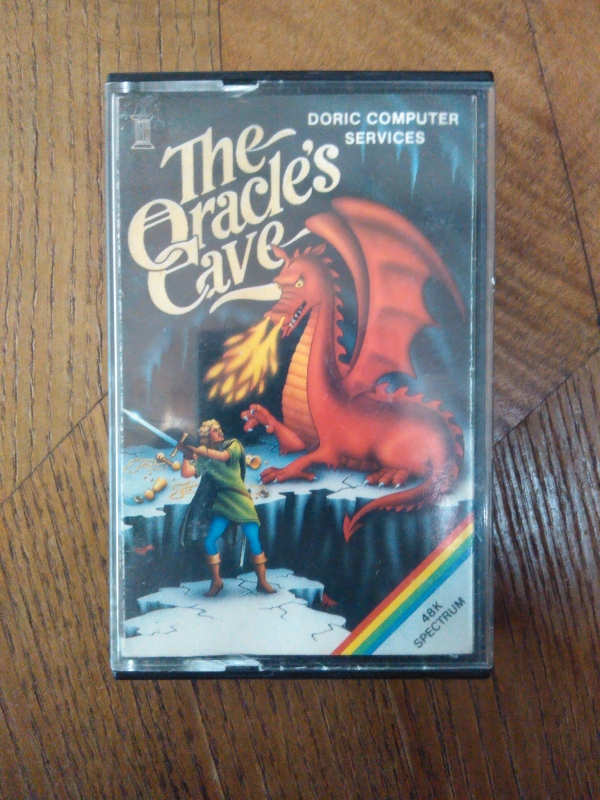 The
Oracle's
Cave
DORIC COMPUTER
SERVICES
48K
SPECTRUM